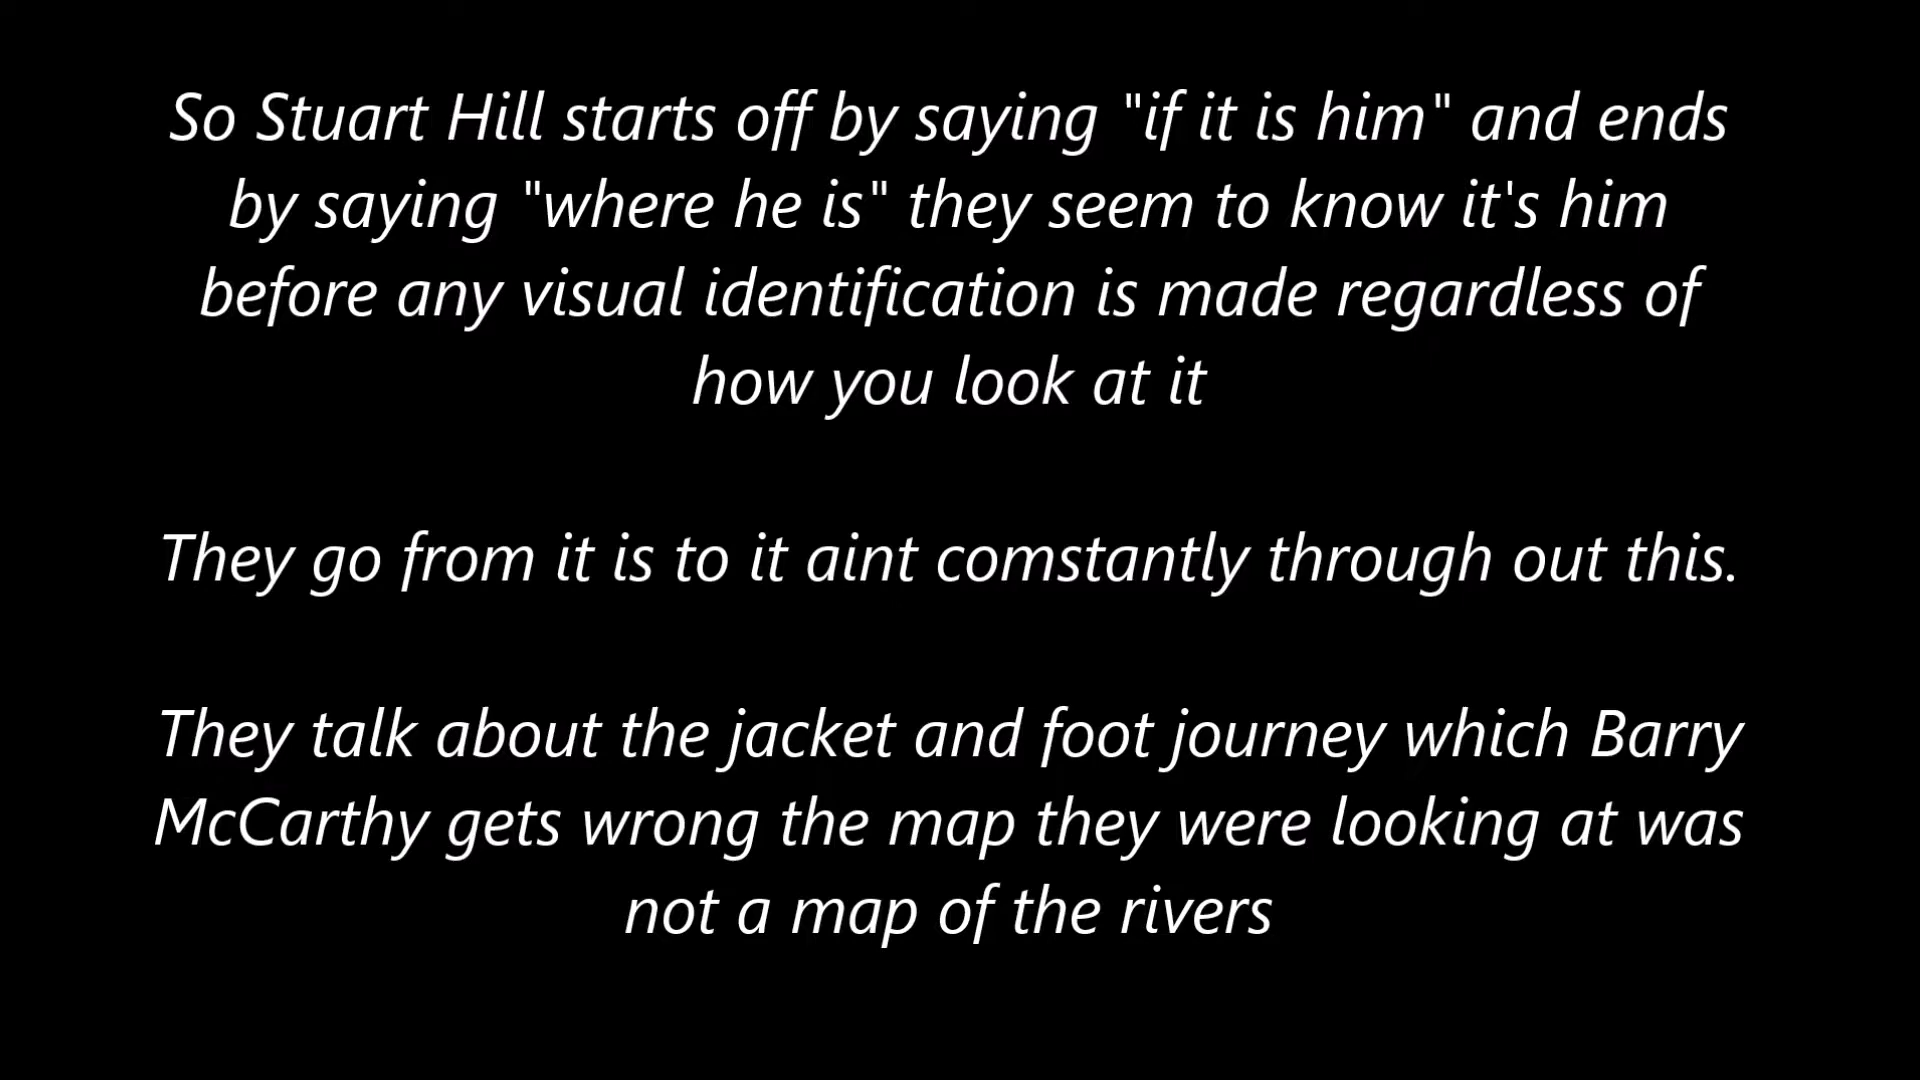 So Stuart Hill starts off by saying "if it is him" and ends
by saying "where he is" they seem to know it's him
before any visual identification is made regardless of
how you look at it
They go from it is to it aint comstantly through out this.
They talk about the jacket and foot journey which Barry
McCarthy gets wrong the map they were looking at was
not a map of the rivers